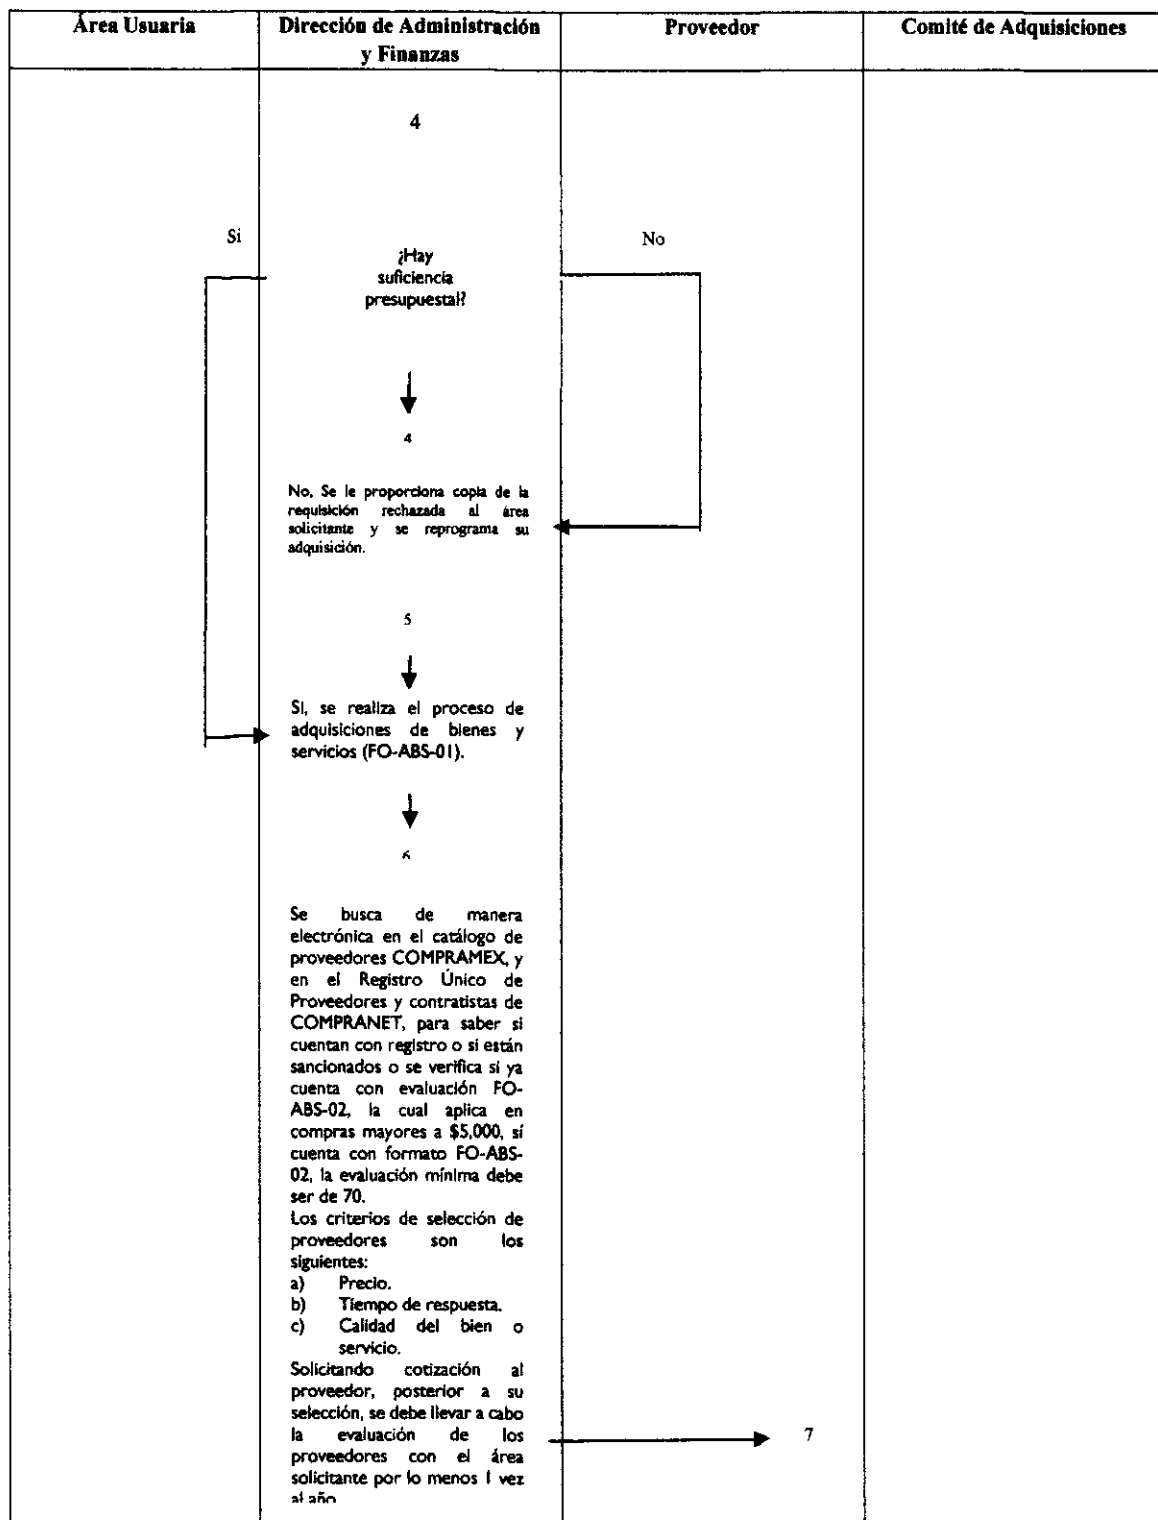 Área Usuaria
Dirección de Administración
y Finanzas
Proveedor
Comité de Adquisiciones
4
Si
No
¿Hay
suficiencia
presupuestal?
4
No, Se le proporciona copia de la
requisición rechazada al área
solicitante y se reprograma su
adquisición.
5
Si, se realiza el proceso de
adquisiciones de bienes y
servicios (FO-ABS-01).
6
Se busca de manera
electrónica en el catálogo de
proveedores COMPRAMEX, y
en el Registro Único de
Proveedores y contratistas de
COMPRANET, para saber si
cuentan con registro o si están
sancionados o se verifica si ya
cuenta con evaluación FO-
ABS-02, la cual aplica en
compras mayores a $5,000, sí
cuenta con formato FO-ABS-
02, la evaluación mínima debe
ser de 70.
Los criterios de selección de
proveedores son los
siguientes:
a) Precio.
b) Tiempo de respuesta.
c) Calidad del bien o
servicio.
Solicitando cotización al
proveedor, posterior a su
selección, se debe llevar a cabo
la evaluación de los
proveedores con el área
solicitante por lo menos 1 vez
al año
7